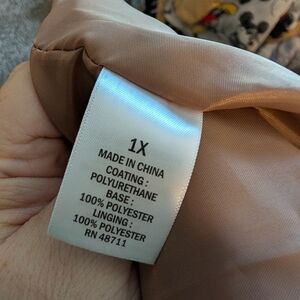 1X
MADE IN CHINA
COATING :
POLYURETHANE
BASE :
100% POLYESTER
LINGING :
100% POLYESTER
RN 48711